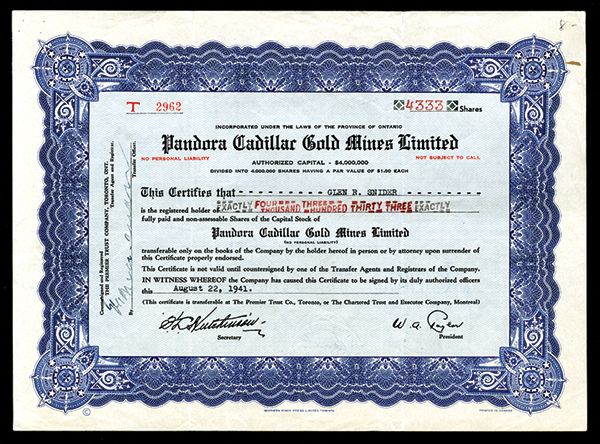 8-
T 2962
4333 Shares
INCORPORATED UNDER THE LAWS OF THE PROVINCE OF ONTARIO
Pandora Cadillac Gold Mines Limited
NO PERSONAL LIABILITY
AUTHORIZED CAPITAL - $4,000,000
NOT SUBJECT TO CALL
DIVIDED INTO 4,000,000 SHARES HAVING A PAR VALUE OF $1.00 EACH
This Certifies that - - - - - - - - - - GLEN R. SNIDER - - - - - - - - - -
is the registered holder of EXACTLY FOUR THOUSAND THREE HUNDRED THIRTY THREE EXACTLY
fully paid and non-assessable Shares of the Capital Stock of
Pandora Cadillac Gold Mines Limited
(NO PERSONAL LIABILITY)
transferable only on the books of the Company by the holder hereof in person or by attorney upon surrender of
this Certificate properly endorsed.
This Certificate is not valid until countersigned by one of the Transfer Agents and Registrars of the Company.
IN WITNESS WHEREOF the Company has caused this Certificate to be signed by its duly authorized officers
this August 22, 1941.
(This certificate is transferable at The Premier Trust Co., Toronto, or The Chartered Trust and Executor Company, Montreal)
Secretary
W. A.
President
Countersigned and Registered
THE PREMIER TRUST COMPANY, TORONTO, ONT.
Transfer Agent and Registrar.
By
Transfer Officer.
©
PRINTED IN CANADA